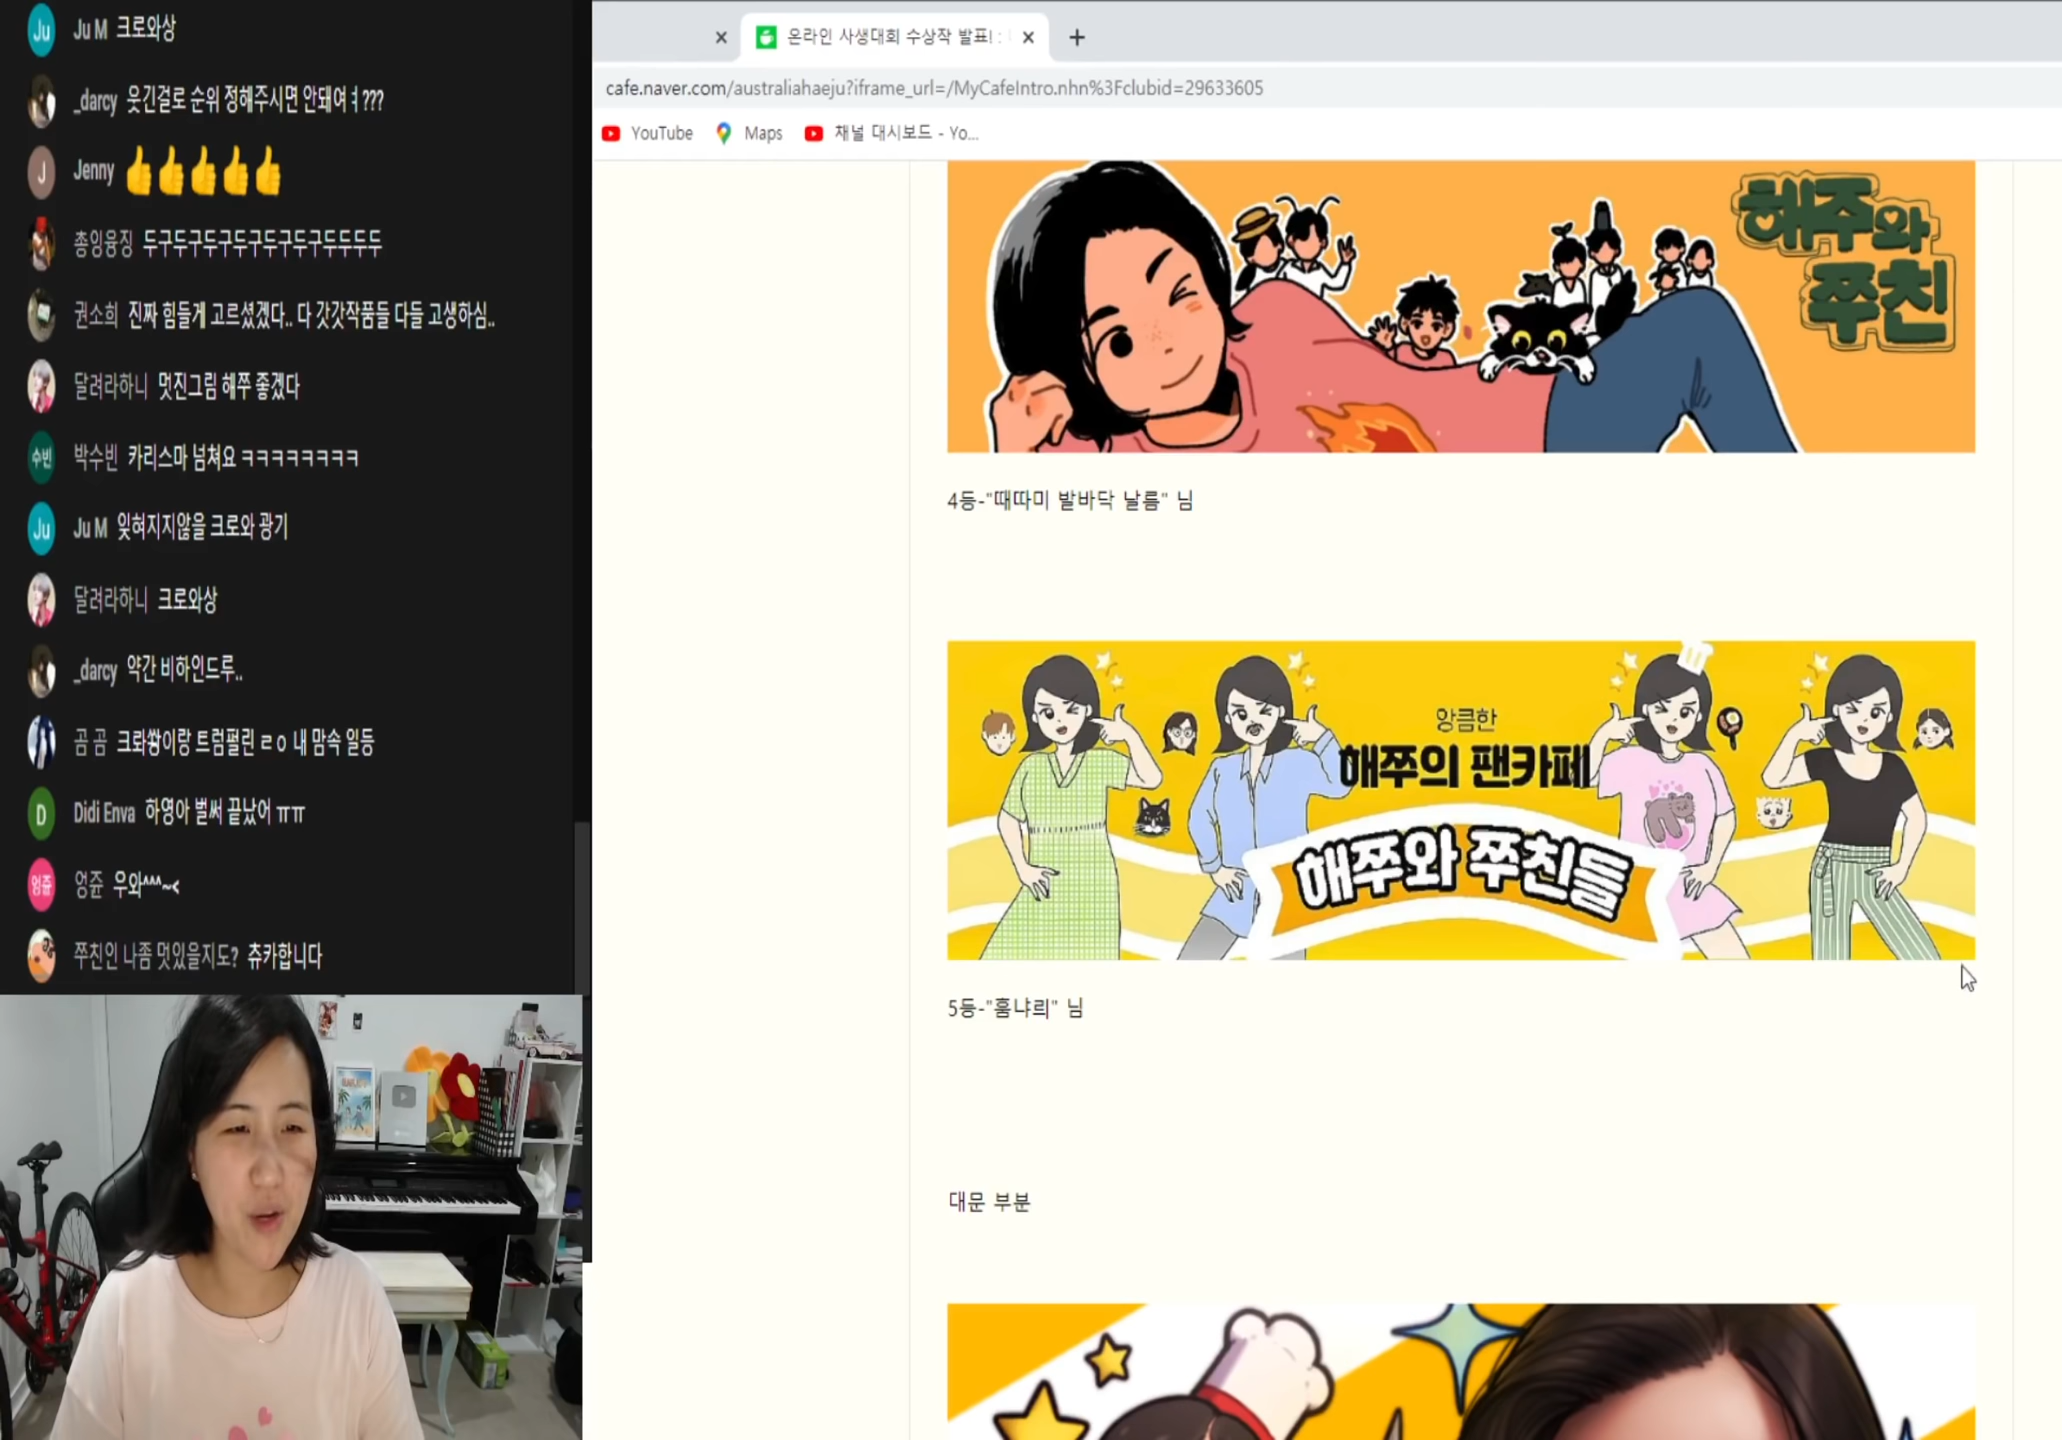 Ju
Ju M 크로와상
_darcy 웃긴걸로 순위 정해주시면 안돼여ㅕ???
J
Jenny 👍👍👍👍👍
총잉융징 두구두구두구두구두구두구두두두두
권소희 진짜 힘들게 고르셨겠다.. 다 갓갓작품들 다들 고생하심..
달려라하니 멋진그림 해쭈 좋겠다
수빈
박수빈 카리스마 넘쳐요 ㅋㅋㅋㅋㅋㅋㅋㅋ
Ju
Ju M 잊혀지지않을 크로와 광기
달려라하니 크로와상
_darcy 약간 비하인드루..
곰 곰 크롸쐉이랑 트럼펄린 ㄹㅇ 내 맘속 일등
D
Didi Enva 하영아 벌써 끝났어 ㅠㅠ
엉쥰
엉쥰 우와^^^~<
쭈친인 나좀 멋있을지도? 츄카합니다
온라인 사생대회 수상작 발표! :
cafe.naver.com/australiahaeju?iframe_url=/MyCafeIntro.nhn%3Fclubid=29633605
YouTube
Maps
채널 대시보드 - Yo...
해주와
쭈친
4등-"때따미 발바닥 날름" 님
앙큼한
해쭈의 팬카페
해쭈와 쭈친들
5등-"훔냐릐" 님
대문 부분